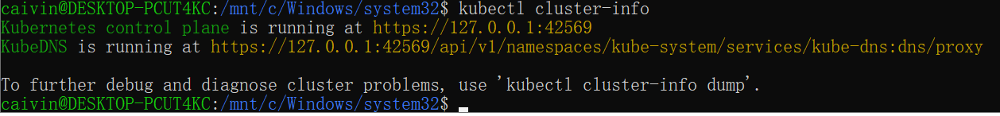 caivin@DESKTOP-PCUT4KC:/mnt/c/Windows/system32$ kubectl cluster-info
Kubernetes control plane is running at https://127.0.0.1:42569
KubeDNS is running at https://127.0.0.1:42569/api/v1/namespaces/kube-system/services/kube-dns:dns/proxy

To further debug and diagnose cluster problems, use 'kubectl cluster-info dump'.
caivin@DESKTOP-PCUT4KC:/mnt/c/Windows/system32$